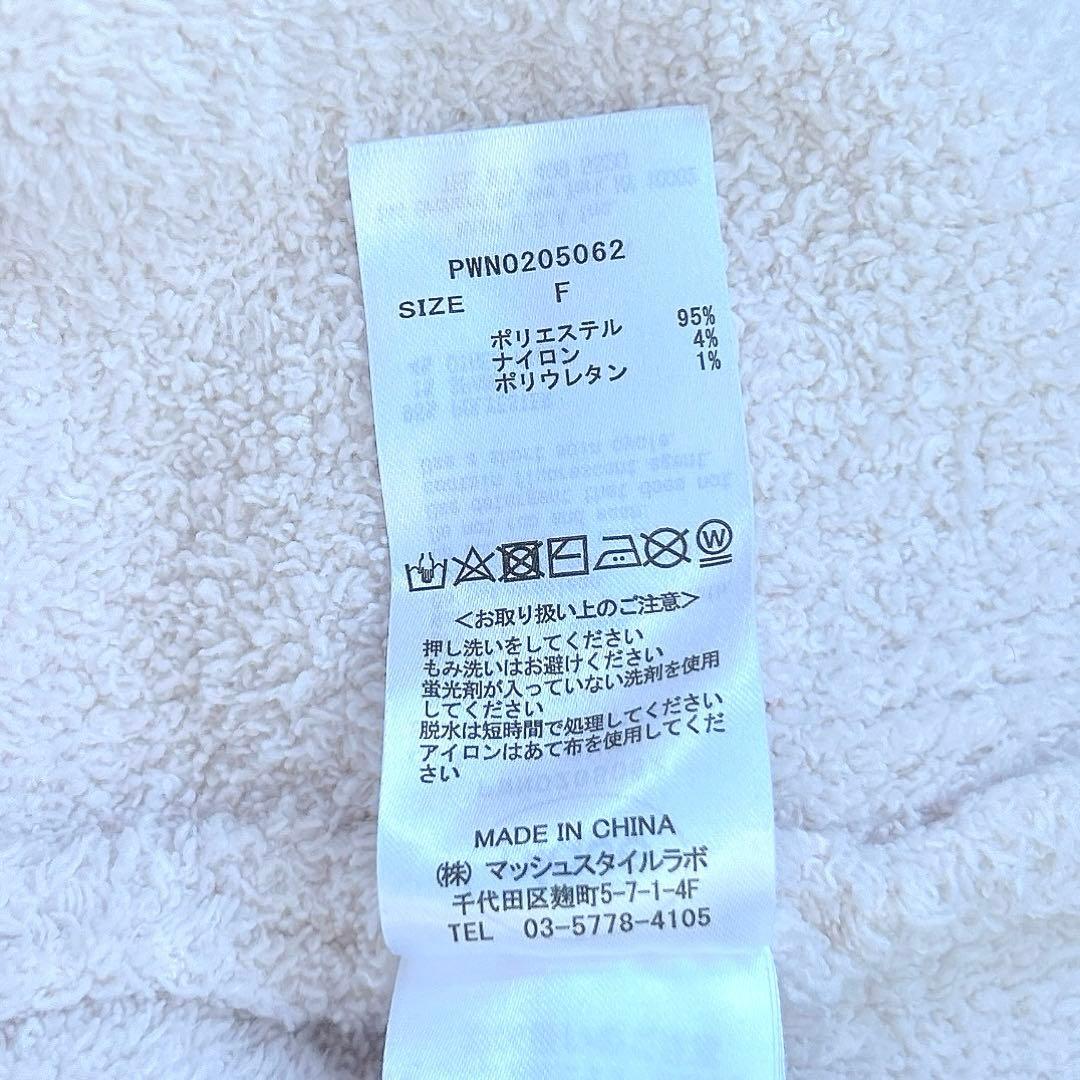 PWNO205062
SIZE F
ポリエステル 95%
ナイロン 4%
ポリウレタン 1%
W
<お取り扱い上のご注意>
押し洗いをしてください
もみ洗いはお避けください
蛍光剤が入っていない洗剤を使用
してください
脱水は短時間で処理してください
アイロンはあて布を使用してくだ
さい
MADE IN CHINA
(株) マッシュスタイルラボ
千代田区麹町5-7-1-4F
TEL 03-5778-4105